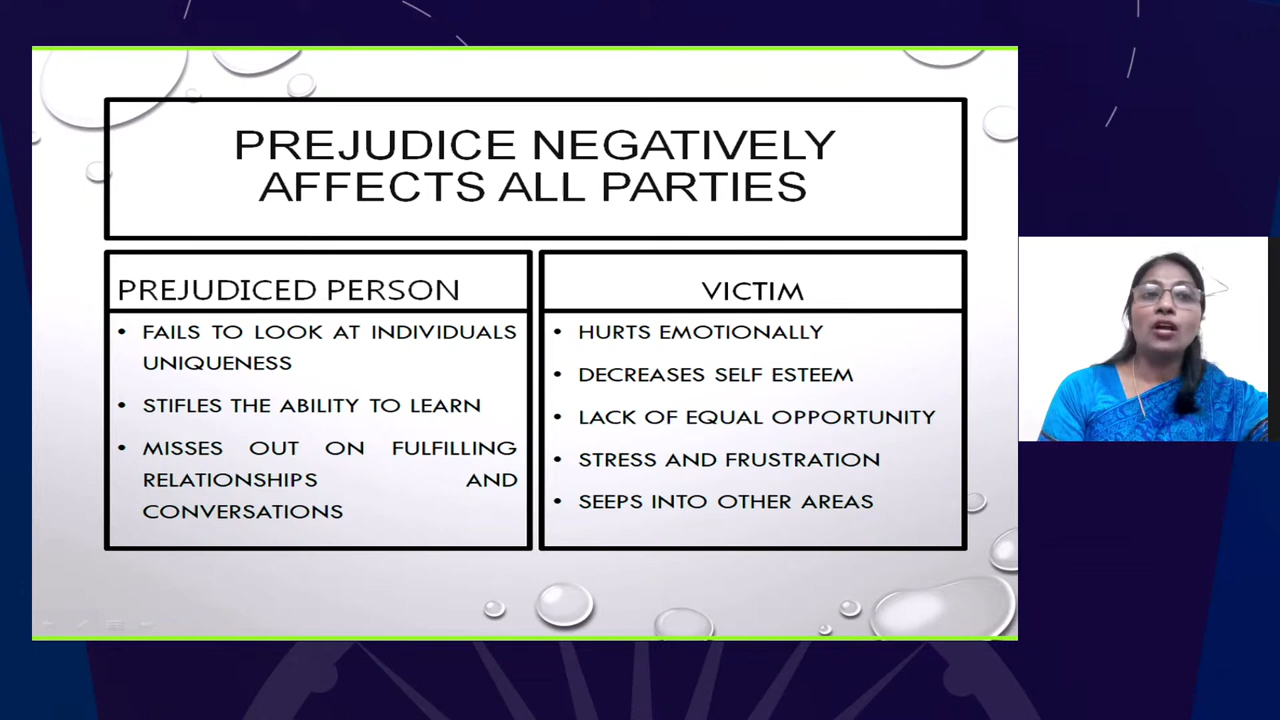 PREJUDICE NEGATIVELY
AFFECTS ALL PARTIES
PREJUDICED PERSON
• FAILS TO LOOK AT INDIVIDUALS
UNIQUENESS
• STIFLES THE ABILITY TO LEARN
• MISSES OUT ON FULFILLING
RELATIONSHIPS AND
CONVERSATIONS
VICTIM
• HURTS EMOTIONALLY
• DECREASES SELF ESTEEM
• LACK OF EQUAL OPPORTUNITY
• STRESS AND FRUSTRATION
• SEEPS INTO OTHER AREAS